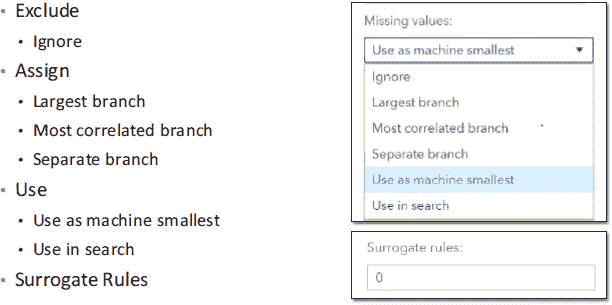 Exclude
Ignore
Assign
Largest branch
Most correlated branch
Separate branch
Use
Use as machine smallest
Use in search
Surrogate Rules
Missing values:
Use as machine smallest
Ignore
Largest branch
Most correlated branch
Separate branch
Use as machine smallest
Use in search
Surrogate rules:
0